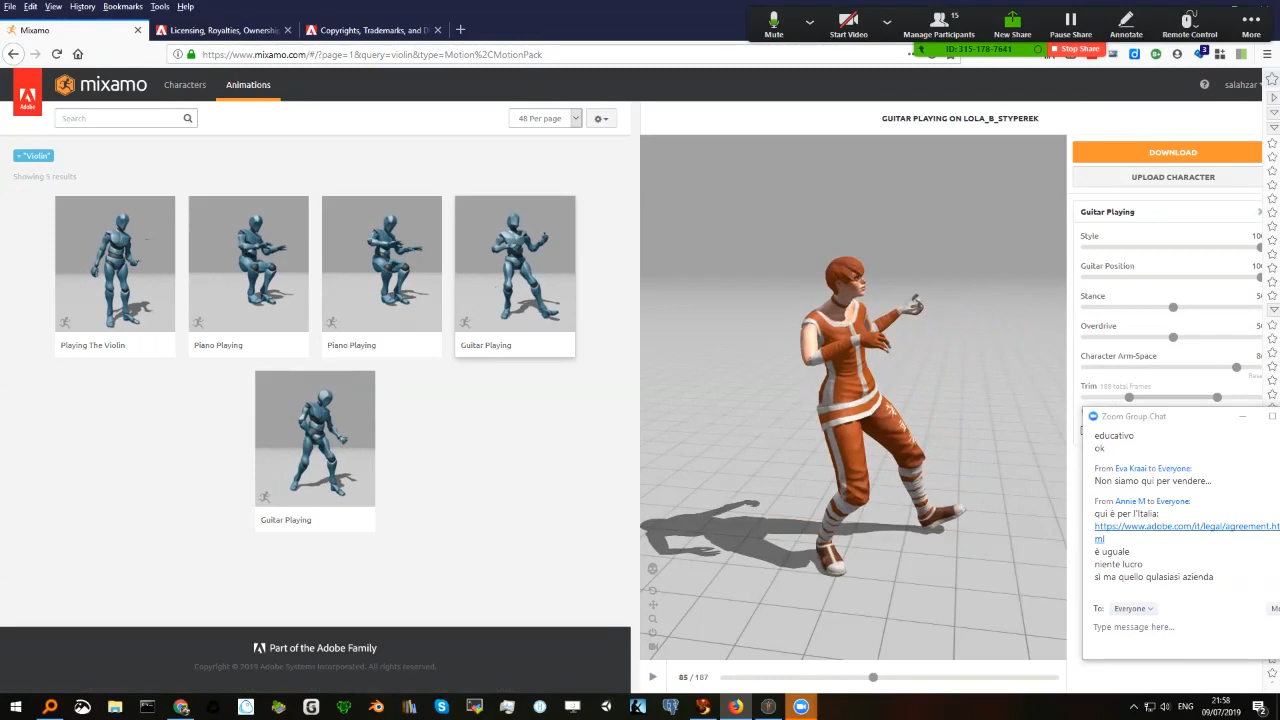 File Edit View History Bookmarks Tools Help
Mixamo
Licensing, Royalties, Ownership
Copyrights, Trademarks, and Di
https://www.mixamo.com/#/?page=1&query=violin&type=Motion%2CMotionPack
Mute
Start Video
15
Manage Participants
New Share
Pause Share
Annotate
Remote Control
More
ID: 315-178-7641
Stop Share
Adobe
mixamo
Characters
Animations
salahzar
Search
48 Per page
GUITAR PLAYING ON LOLA_B_STYPEREK
"Violin"
Showing 5 results
DOWNLOAD
UPLOAD CHARACTER
Guitar Playing
Style
Guitar Position
Stance
Overdrive
Character Arm-Space
Trim 188 total frames
Playing The Violin
Piano Playing
Piano Playing
Guitar Playing
Guitar Playing
Zoom Group Chat
educativo
ok
From Eva Kraai to Everyone:
Non siamo qui per vendere...
From Annie M to Everyone:
qui è per l'Italia:
https://www.adobe.com/it/legal/agreement.ht
ml
è uguale
niente lucro
sì ma quello qulasiasi azienda
To: Everyone
Type message here...
Part of the Adobe Family
Copyright © 2019 Adobe Systems Incorporated. All rights reserved.
85 / 187
ENG
21:58
09/07/2019